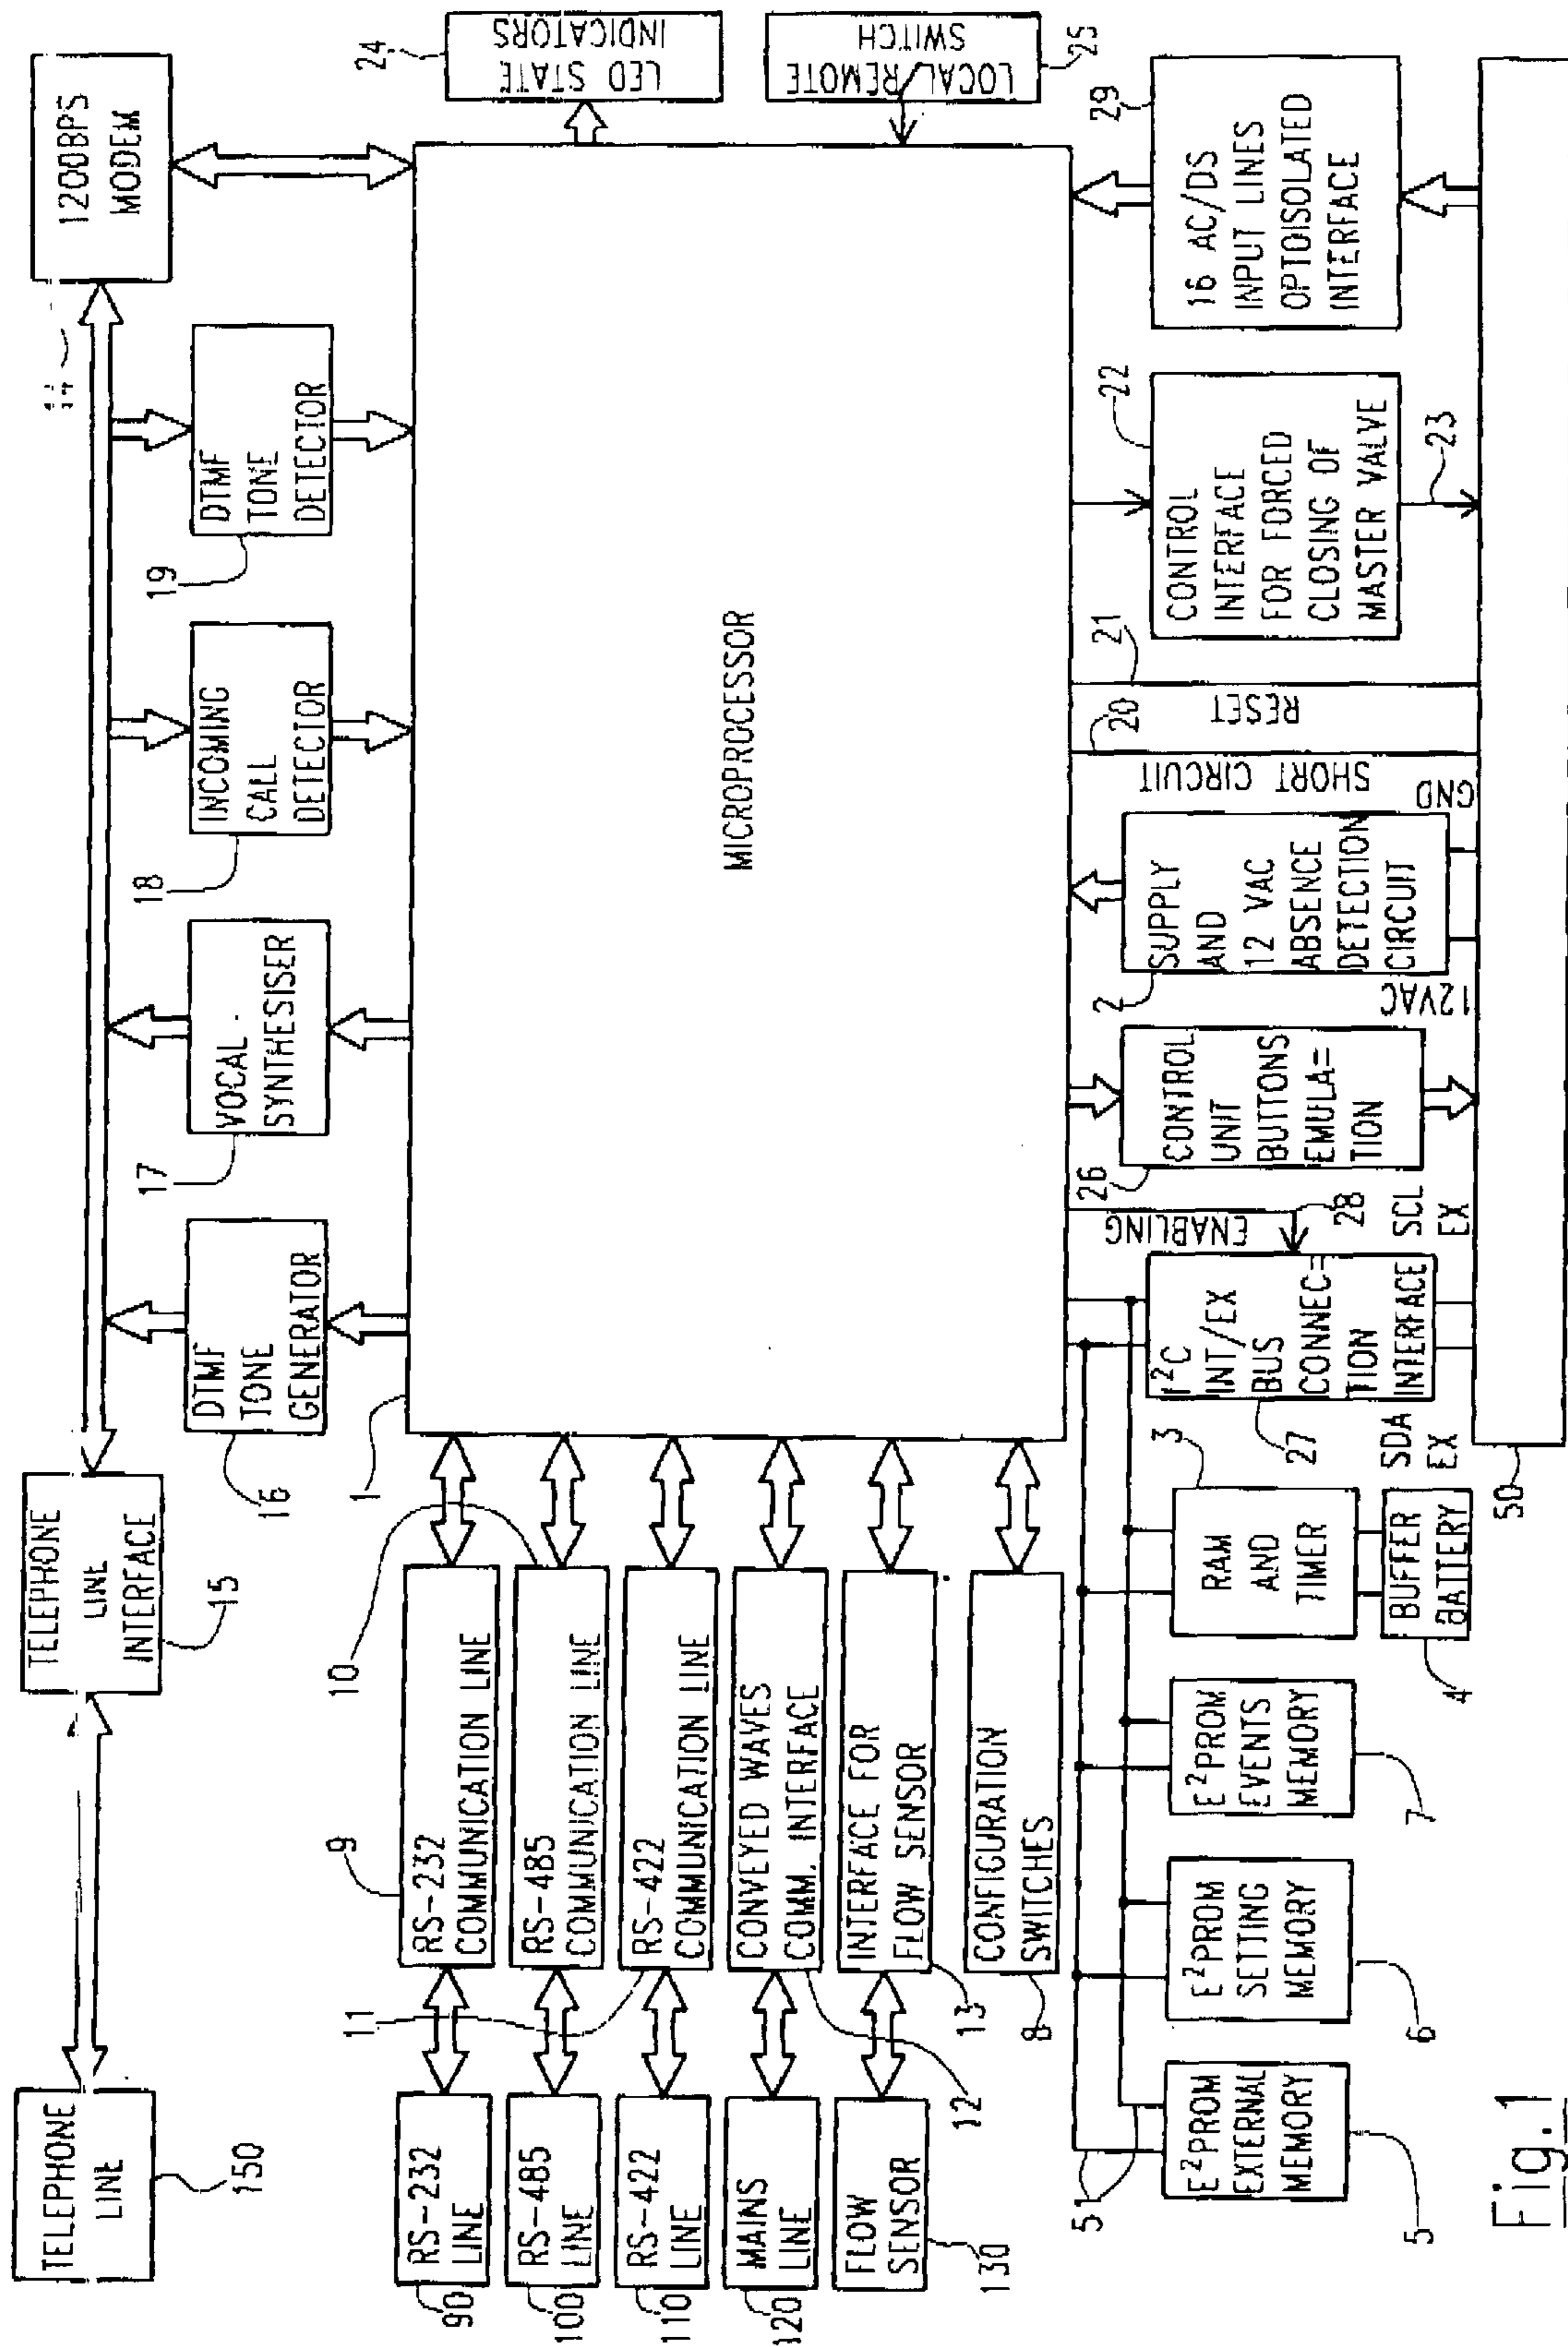 TELEPHONE
LINE
150
TELEPHONE
LINE
INTERFACE
15
14
1200BPS
MODEM
DTMF
TONE
GENERATOR
16
VOCAL
SYNTHESISER
17
INCOMING
CALL
DETECTOR
18
DTMF
TONE
DETECTOR
19
1
MICROPROCESSOR
LED STATE
INDICATORS
24
LOCAL/REMOTE
SWITCH
25
RS-232
LINE
90
RS-232
COMMUNICATION LINE
9
RS-485
LINE
100
RS-485
COMMUNICATION LINE
10
RS-422
LINE
110
RS-422
COMMUNICATION LINE
11
MAINS
LINE
120
CONVEYED WAVES
COMM. INTERFACE
12
FLOW
SENSOR
130
INTERFACE FOR
FLOW SENSOR
13
CONFIGURATION
SWITCHES
8
51
E²PROM
EXTERNAL
MEMORY
5
E²PROM
SETTING
MEMORY
6
E²PROM
EVENTS
MEMORY
7
RAM
AND
TIMER
3
BUFFER
BATTERY
4
I²C
INT/EX
BUS
CONNEC=
TION
INTERFACE
27
ENABLING
28
SDA
EX
SCL
EX
CONTROL
UNIT
BUTTONS
EMULA=
TION
26
SUPPLY
AND
12 VAC
ABSENCE
DETECTION
CIRCUIT
2
12VAC
GND
SHORT CIRCUIT
20
RESET
21
CONTROL
INTERFACE
FOR FORCED
CLOSING OF
MASTER VALVE
22
23
16 AC/DS
INPUT LINES
OPTOISOLATED
INTERFACE
29
50
Fig.1